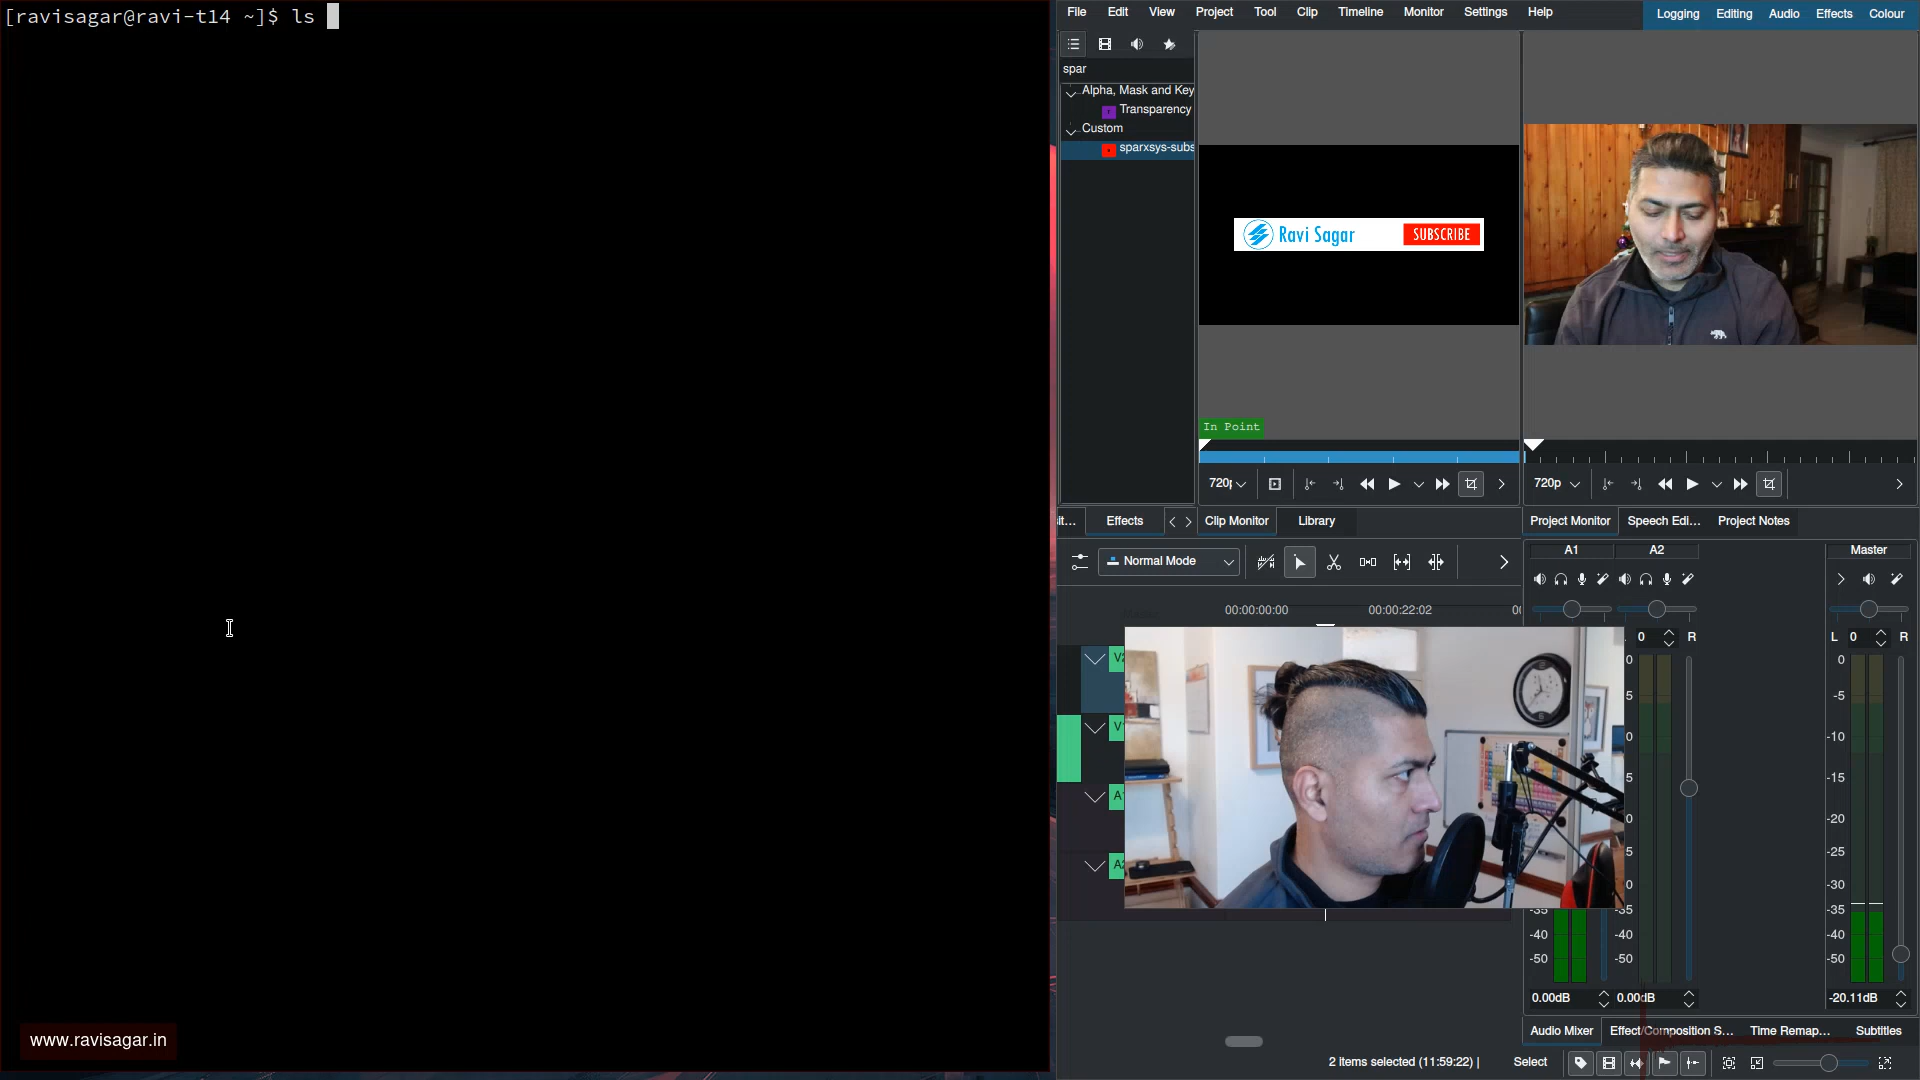 [ravisagar@ravi-t14 ~]$ ls
www.ravisagar.in
File Edit View Project Tool Clip Timeline Monitor Settings Help
Logging Editing Audio Effects Colour
spar
Alpha, Mask and Key
Transparency
Custom
sparxsys-subs
Ravi Sagar SUBSCRIBE
In Point
720p
720p
Effects
Clip Monitor
Library
Project Monitor
Speech Edi...
Project Notes
Normal Mode
00:00:00:00
00:00:22:02
A1 A2 Master
0 R
L 0 R
0
-5
-10
-15
-20
-25
-30
-35
-40
-50
-35
-40
-50
-35
-40
-50
0.00dB
0.00dB
-20.11dB
Audio Mixer
Effect/Composition S...
Time Remap...
Subtitles
2 items selected (11:59:22) |
Select